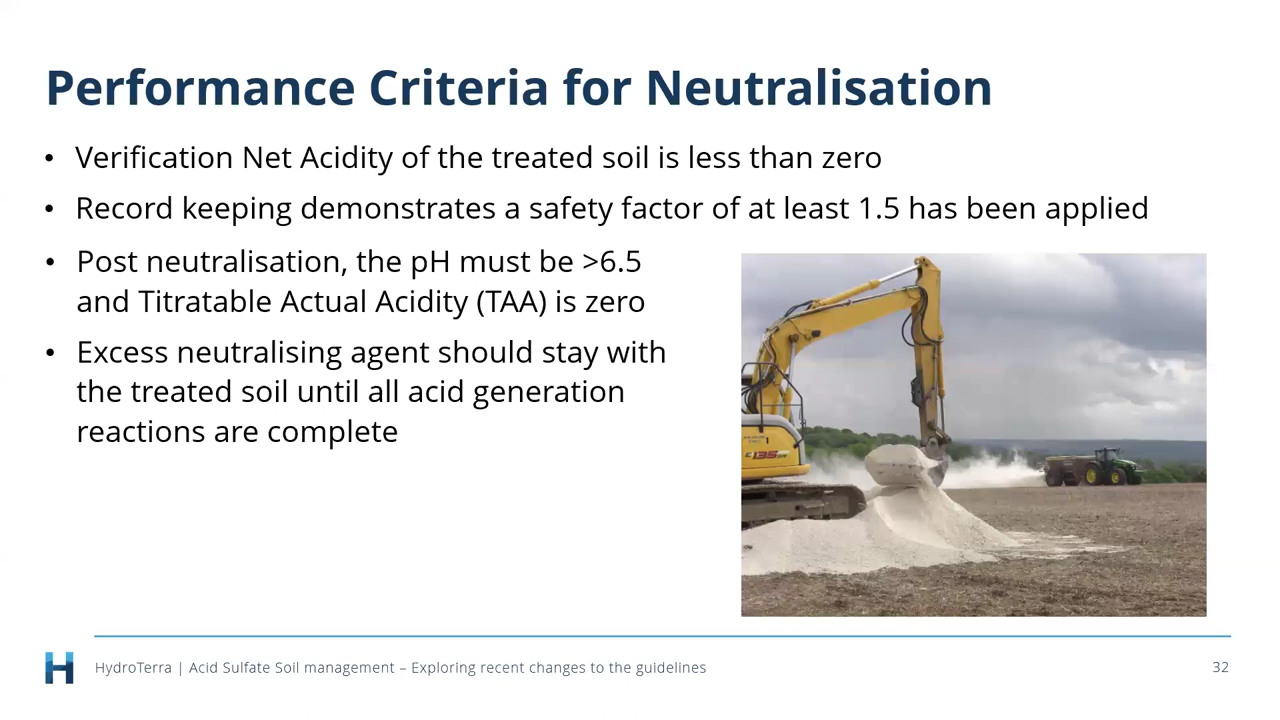 Performance Criteria for Neutralisation
• Verification Net Acidity of the treated soil is less than zero
• Record keeping demonstrates a safety factor of at least 1.5 has been applied
• Post neutralisation, the pH must be >6.5
and Titratable Actual Acidity (TAA) is zero
• Excess neutralising agent should stay with
the treated soil until all acid generation
reactions are complete
HydroTerra | Acid Sulfate Soil management – Exploring recent changes to the guidelines
32